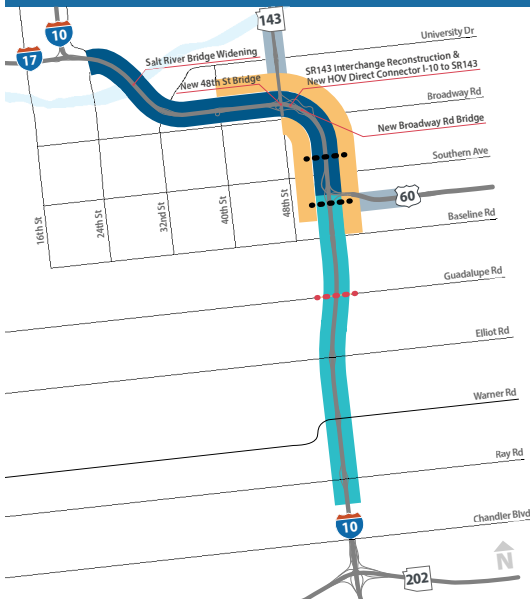 143
10
17
University Dr
Salt River Bridge Widening
SR143 Interchange Reconstruction &
New HOV Direct Connector I-10 to SR143
New 48th St Bridge
Broadway Rd
New Broadway Rd Bridge
Southern Ave
60
16th St
24th St
32nd St
40th St
48th St
Baseline Rd
Guadalupe Rd
Elliot Rd
Warner Rd
Ray Rd
10
Chandler Blvd
N
202